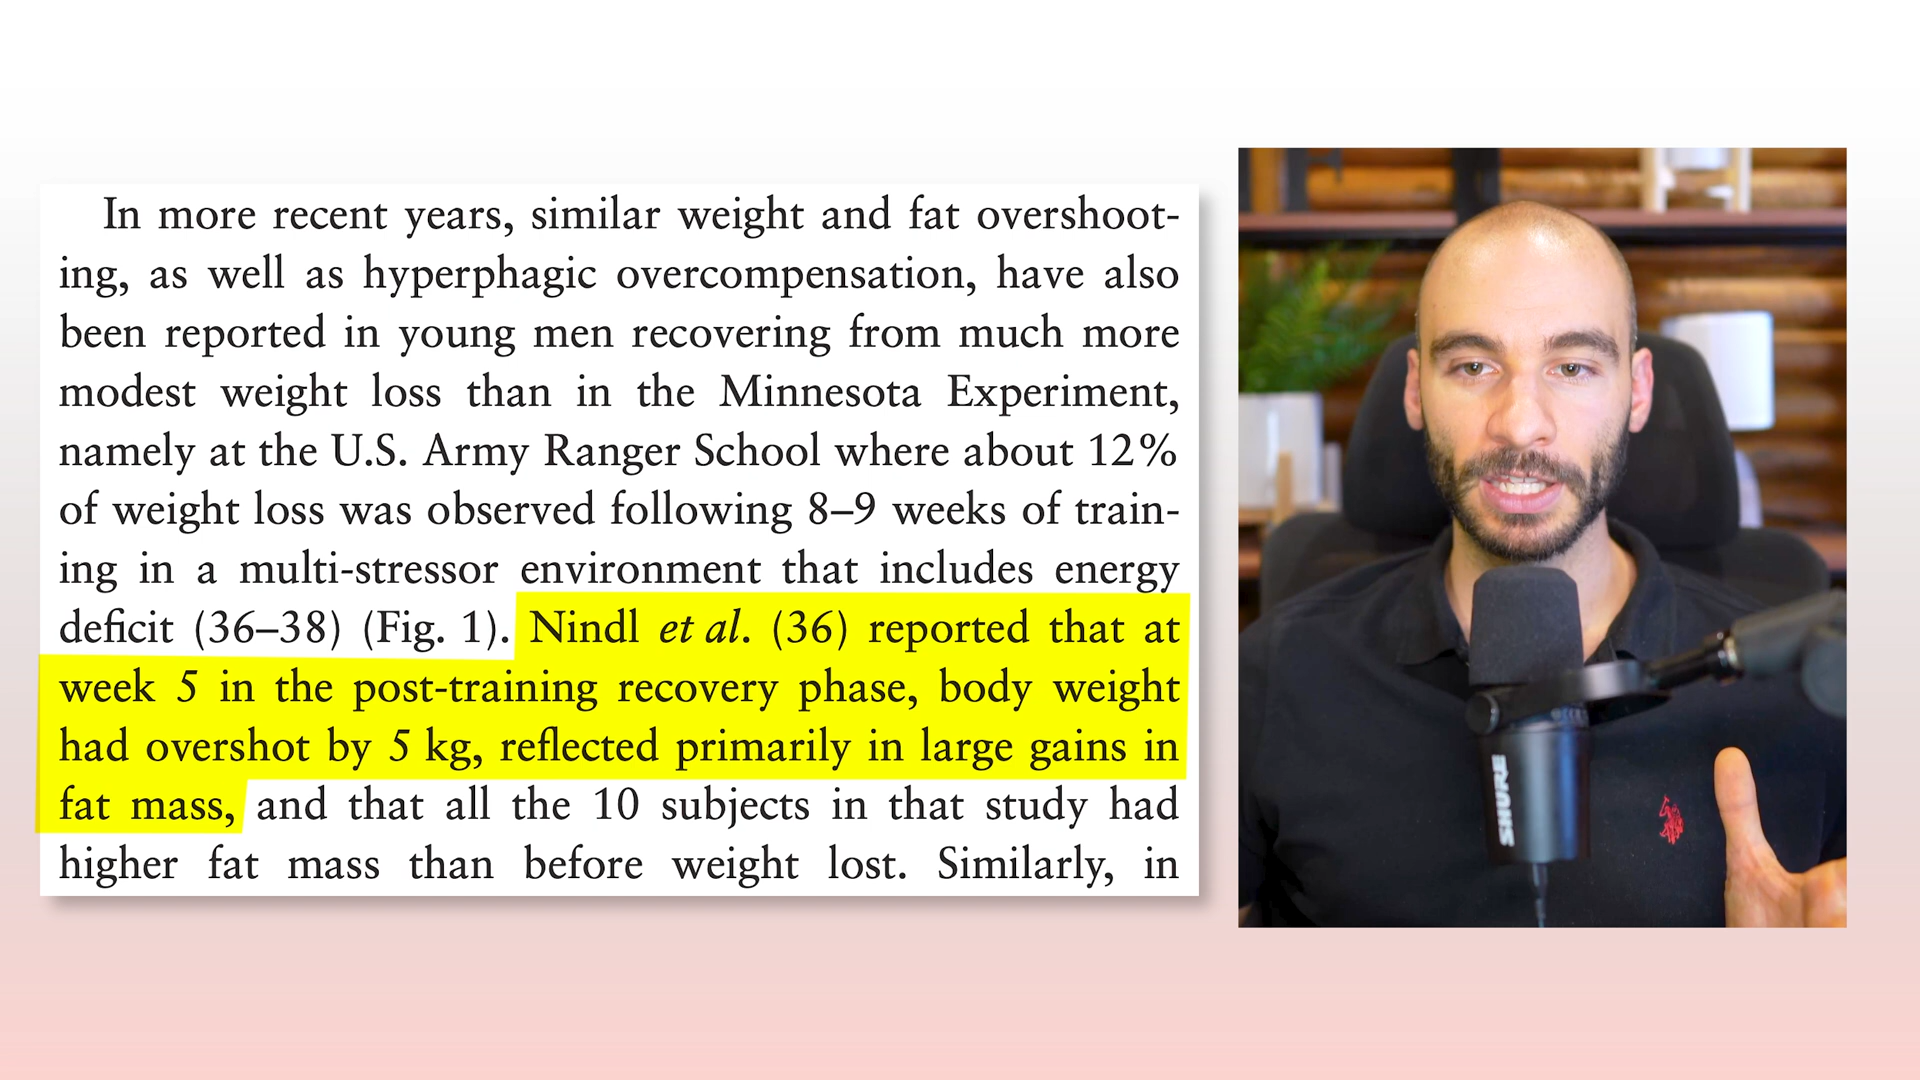 In more recent years, similar weight and fat overshoot-
ing, as well as hyperphagic overcompensation, have also
been reported in young men recovering from much more
modest weight loss than in the Minnesota Experiment,
namely at the U.S. Army Ranger School where about 12%
of weight loss was observed following 8–9 weeks of train-
ing in a multi-stressor environment that includes energy
deficit (36–38) (Fig. 1). Nindl et al. (36) reported that at
week 5 in the post-training recovery phase, body weight
had overshot by 5 kg, reflected primarily in large gains in
fat mass, and that all the 10 subjects in that study had
higher fat mass than before weight lost. Similarly, in
SHURE